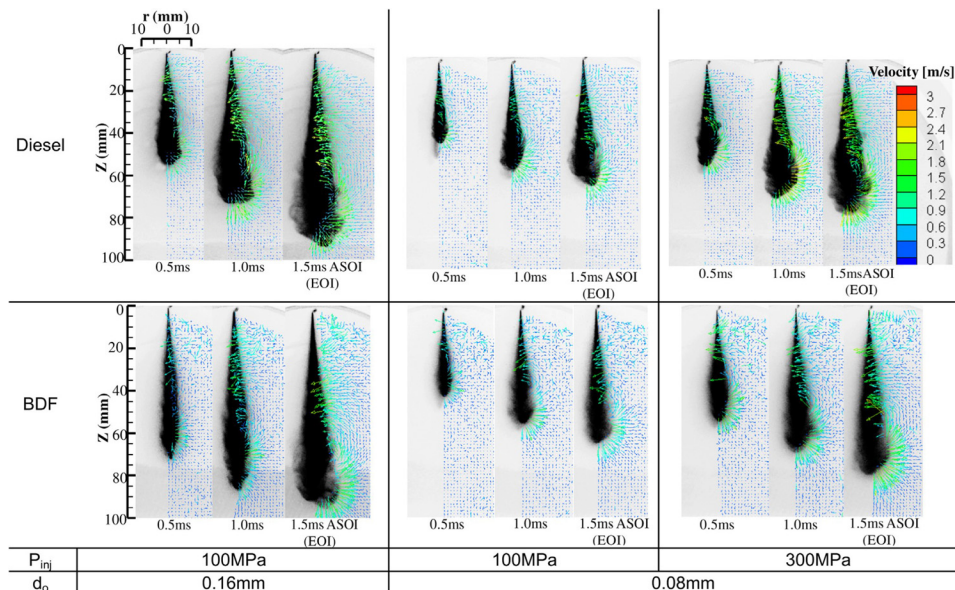 r (mm)
10 0 10
0
20
40
60
80
100
Z (mm)
Diesel
0.5ms
1.0ms
1.5ms ASOI
(EOI)
0.5ms
1.0ms
1.5ms ASOI
(EOI)
0.5ms
1.0ms
1.5ms ASOI
(EOI)
Velocity [m/s]
3
2.7
2.4
2.1
1.8
1.5
1.2
0.9
0.6
0.3
0
0
20
40
60
80
100
Z (mm)
BDF
0.5ms
1.0ms
1.5ms ASOI
(EOI)
0.5ms
1.0ms
1.5ms ASOI
(EOI)
0.5ms
1.0ms
1.5ms ASOI
(EOI)
Pinj 100MPa 100MPa 300MPa
do 0.16mm 0.08mm